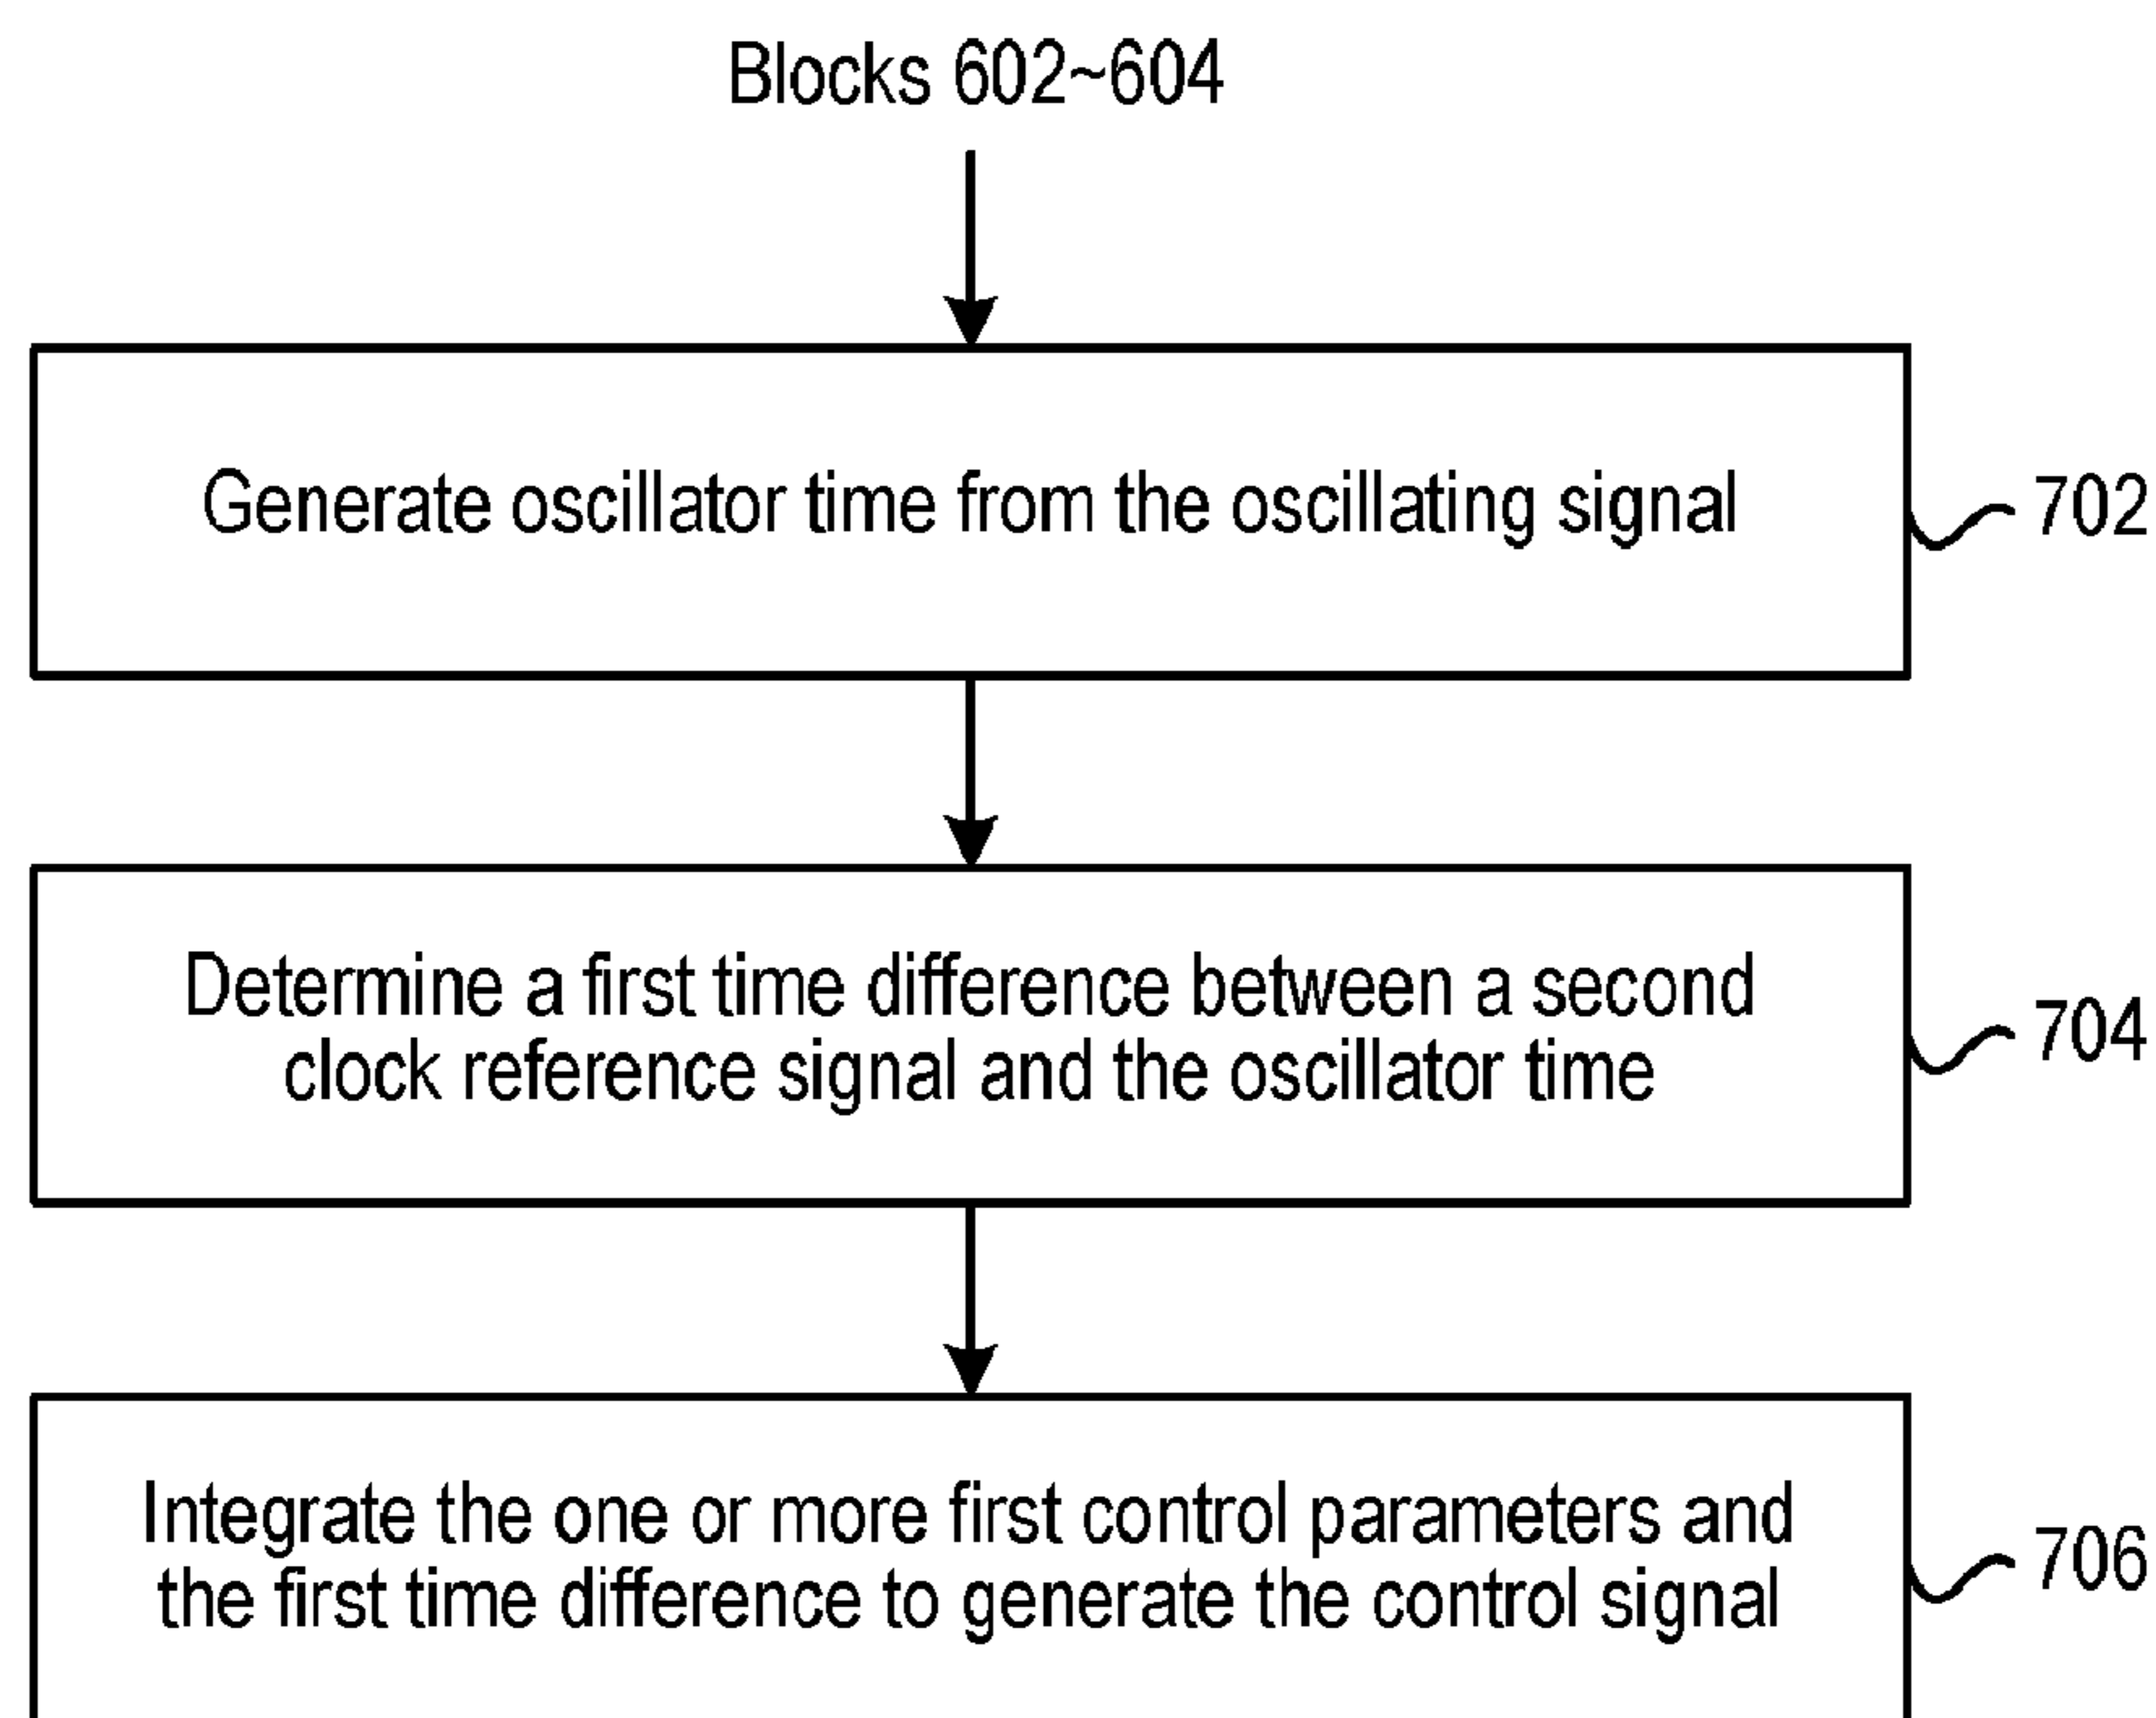 Blocks 602~604
Generate oscillator time from the oscillating signal
702
Determine a first time difference between a second
clock reference signal and the oscillator time
704
Integrate the one or more first control parameters and
the first time difference to generate the control signal
706